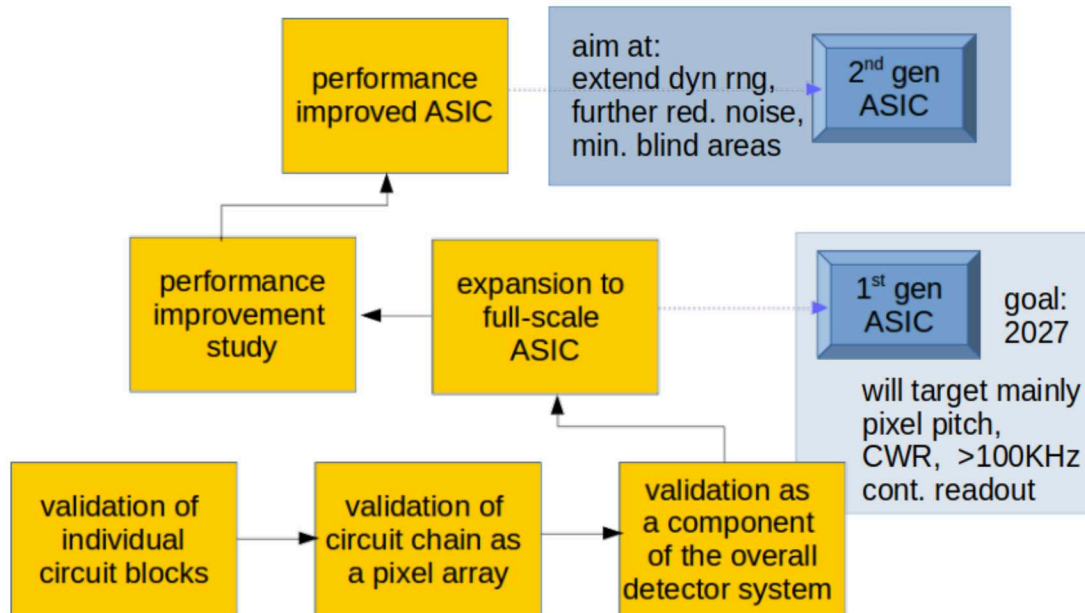 performance
improved ASIC
aim at:
extend dyn rng,
further red. noise,
min. blind areas
2nd gen
ASIC
performance
improvement
study
expansion to
full-scale
ASIC
1st gen
ASIC
goal:
2027
will target mainly
pixel pitch,
CWR, >100KHz
cont. readout
validation of
individual
circuit blocks
validation of
circuit chain as
a pixel array
validation as
a component
of the overall
detector system